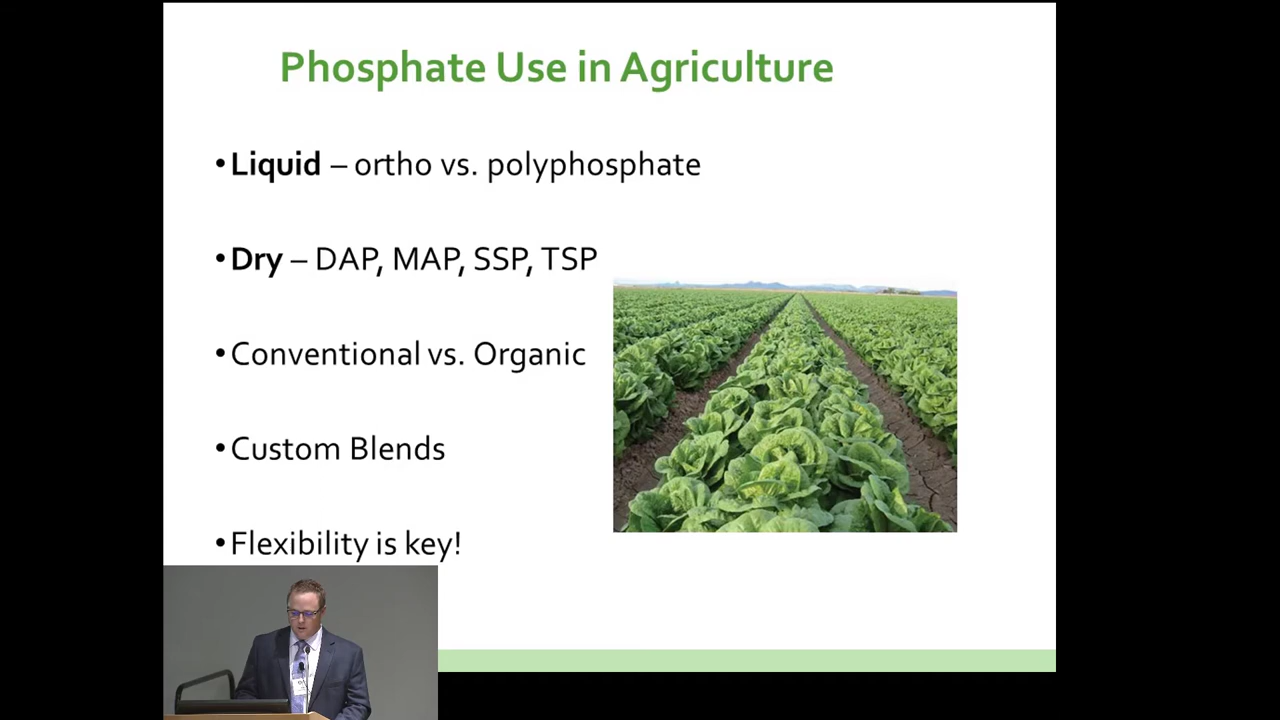 Phosphate Use in Agriculture
•Liquid – ortho vs. polyphosphate
•Dry – DAP, MAP, SSP, TSP
•Conventional vs. Organic
•Custom Blends
•Flexibility is key!